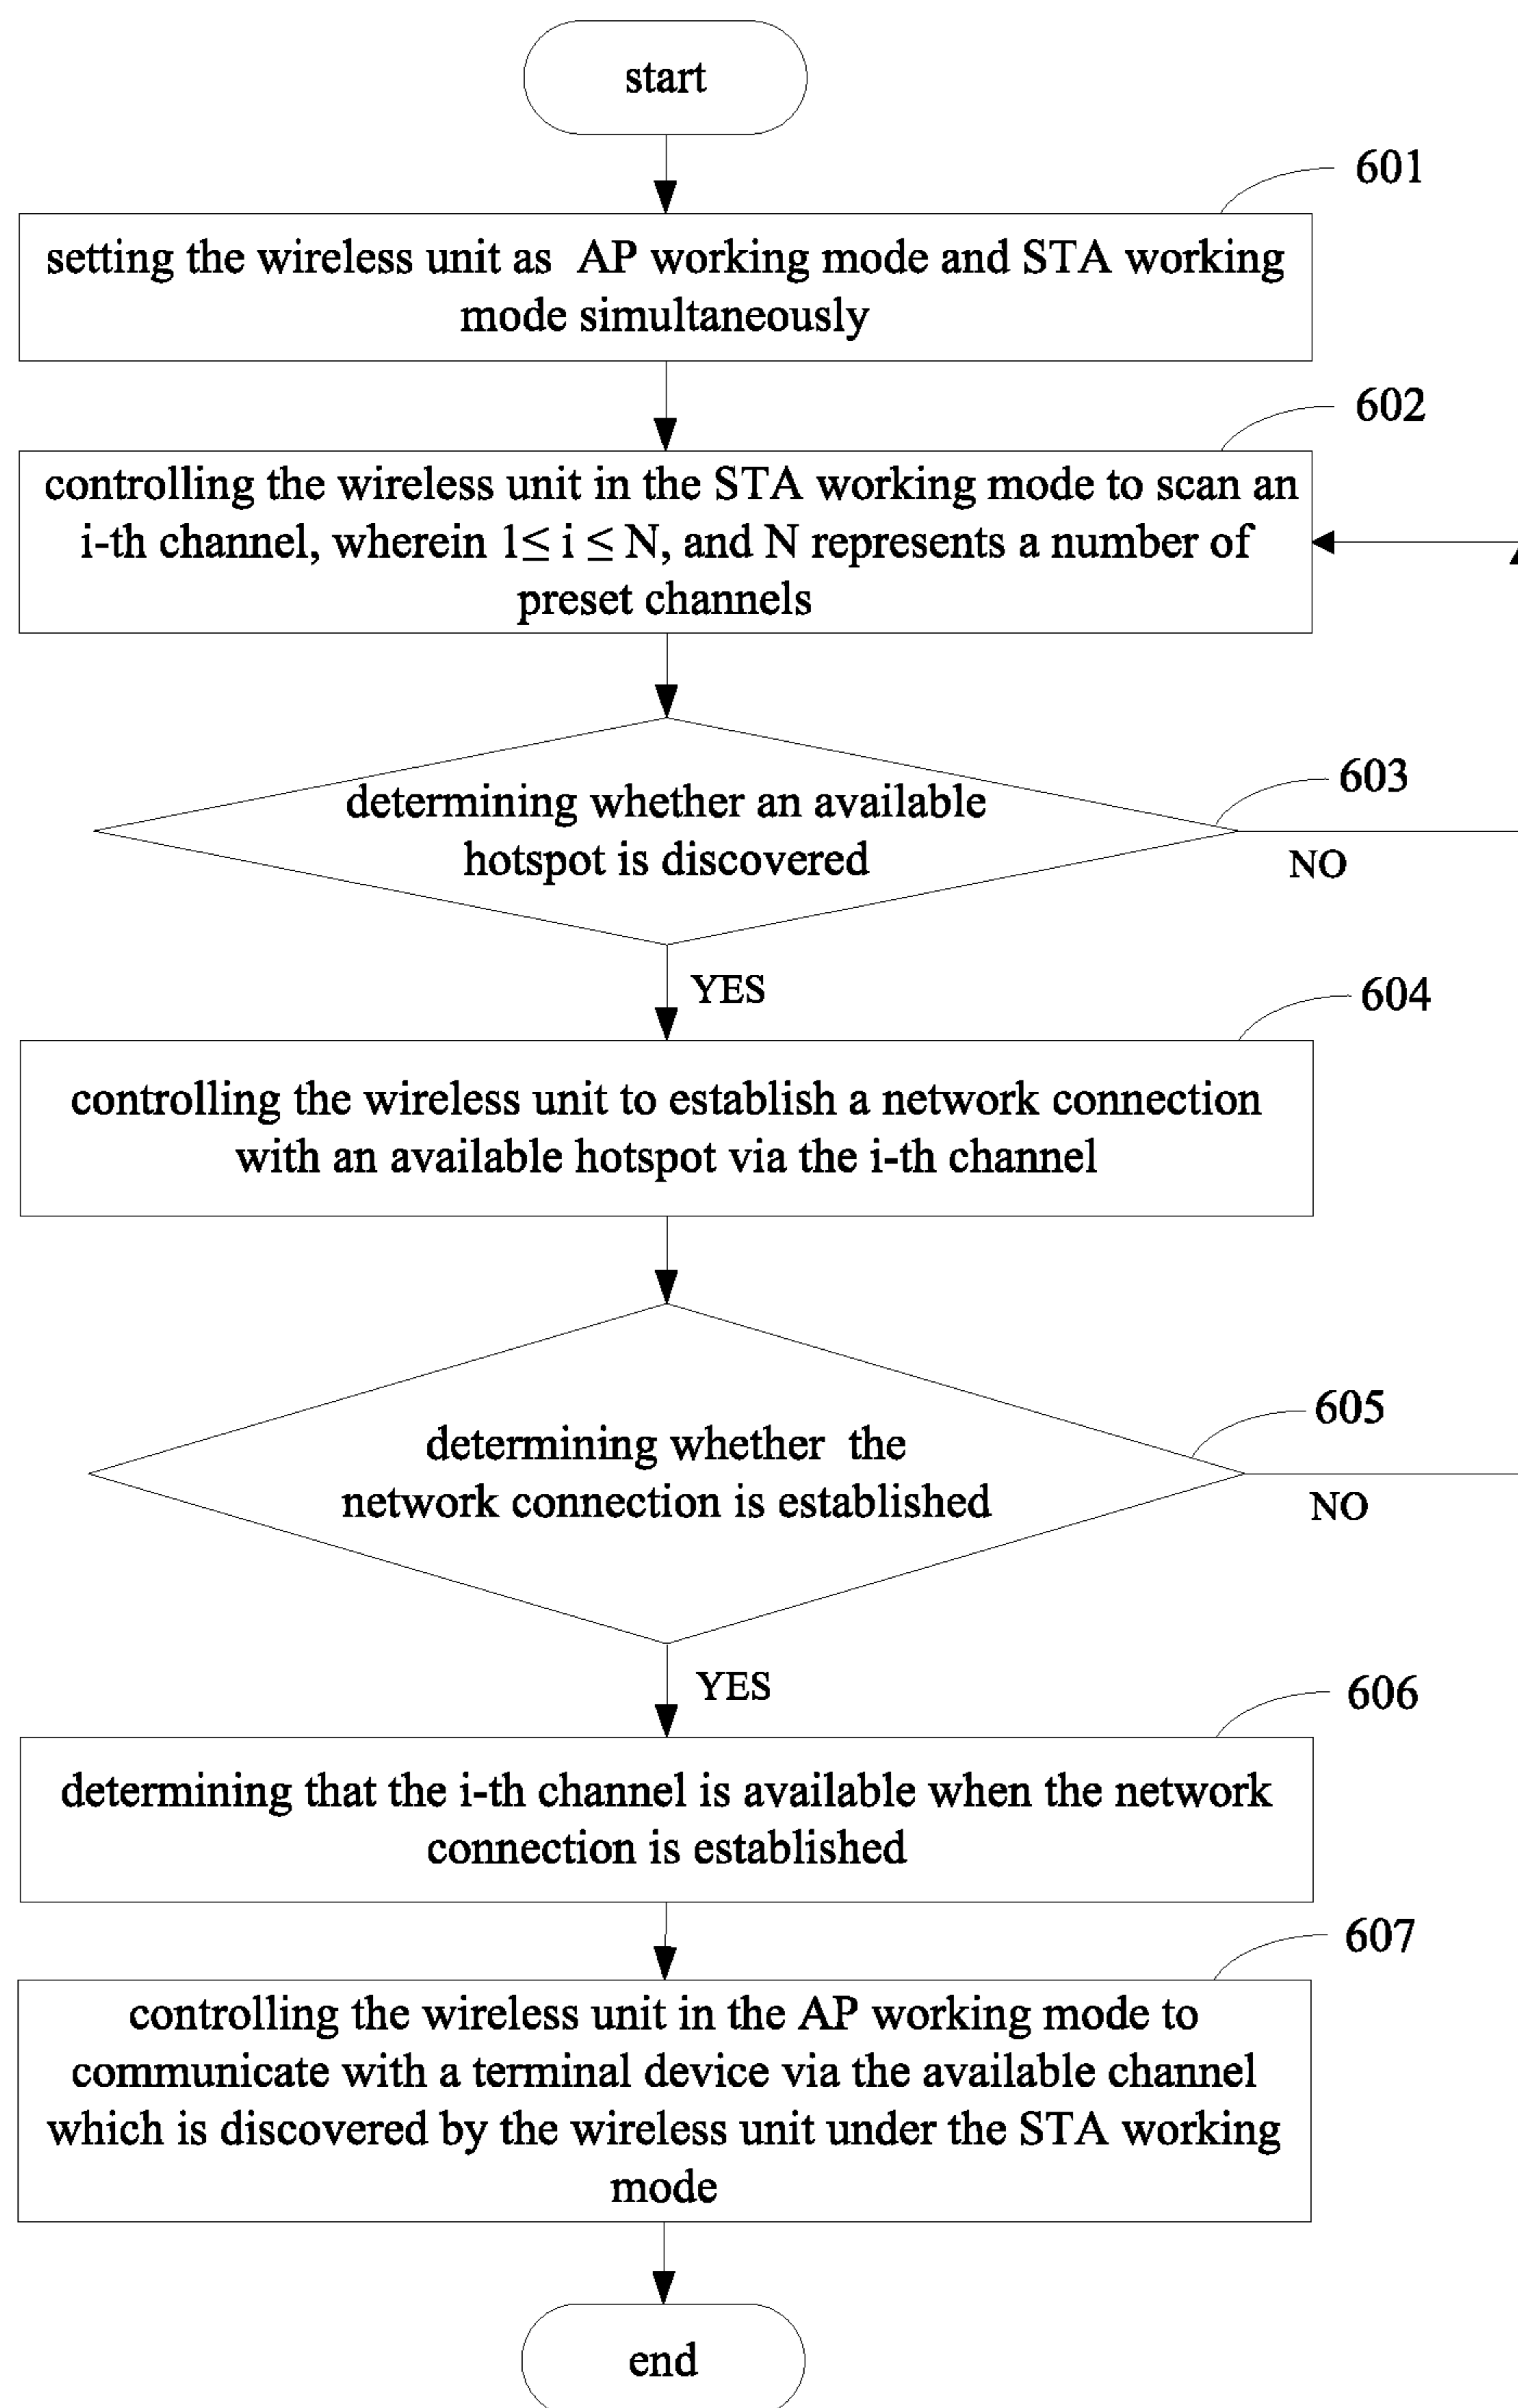 start
601
setting the wireless unit as AP working mode and STA working
mode simultaneously
602
controlling the wireless unit in the STA working mode to scan an
i-th channel, wherein 1≤ i ≤ N, and N represents a number of
preset channels
603
determining whether an available
hotspot is discovered
NO
YES
604
controlling the wireless unit to establish a network connection
with an available hotspot via the i-th channel
605
determining whether the
network connection is established
NO
YES
606
determining that the i-th channel is available when the network
connection is established
607
controlling the wireless unit in the AP working mode to
communicate with a terminal device via the available channel
which is discovered by the wireless unit under the STA working
mode
end